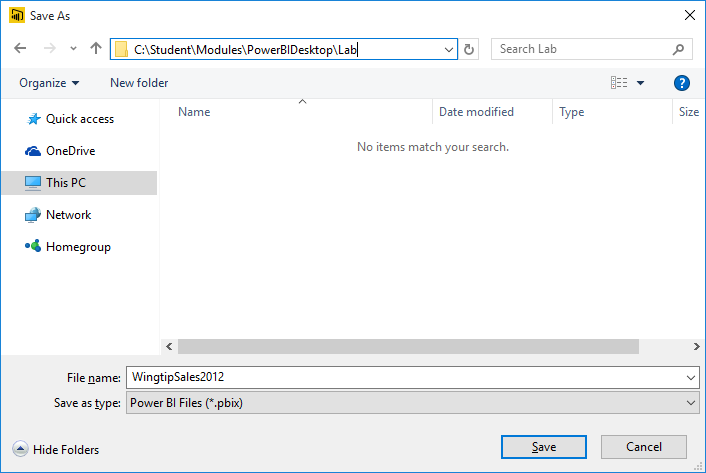 Save As
C:\Student\Modules\PowerBIDesktop\Lab
Search Lab
Organize
New folder
?
Name
Date modified
Type
Size
Quick access
OneDrive
This PC
Network
Homegroup
No items match your search.
File name: WingtipSales2012
Save as type: Power BI Files (*.pbix)
Hide Folders
Save
Cancel